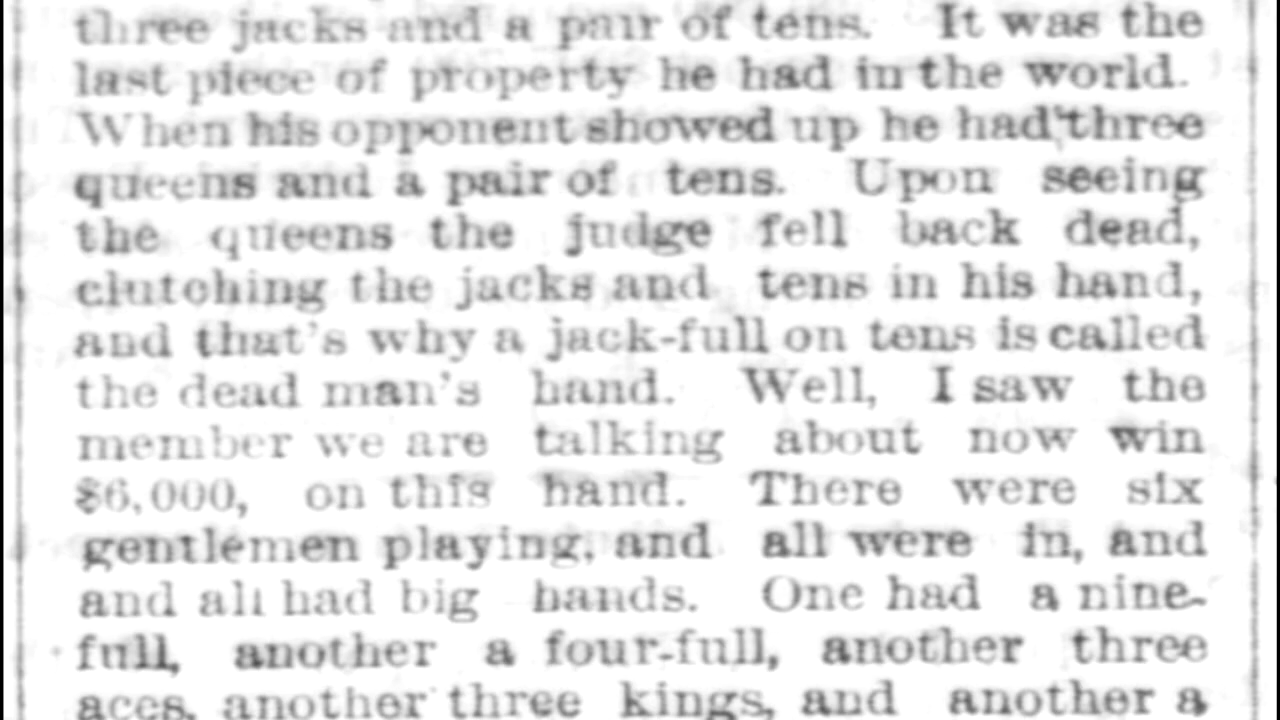 three jacks and a pair of tens. It was the
last piece of property he had in the world.
When his opponent showed up he had three
queens and a pair of tens. Upon seeing
the queens the judge fell back dead,
clutching the jacks and tens in his hand,
and that's why a jack-full on tens is called
the dead man's hand. Well, I saw the
member we are talking about now win
$6,000, on this hand. There were six
gentlemen playing, and all were in, and
and all had big hands. One had a nine-
full, another a four-full, another three
aces, another three kings, and another a